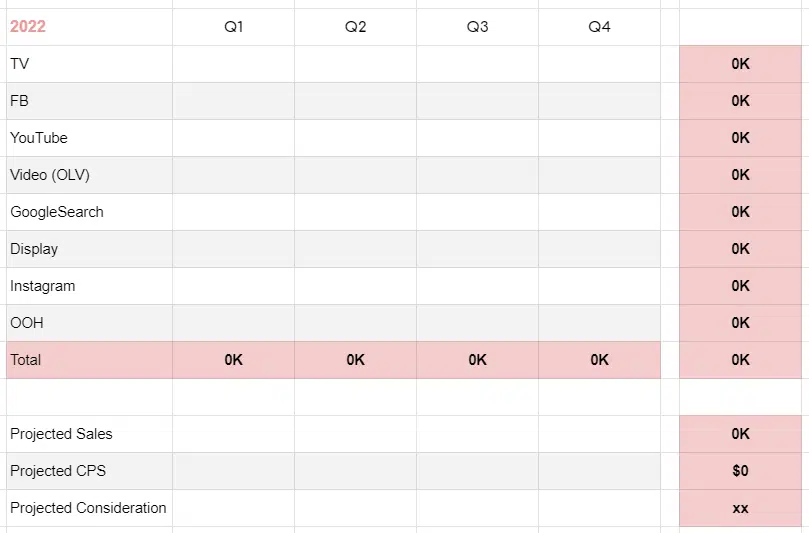 2022 Q1 Q2 Q3 Q4
TV 0K
FB 0K
YouTube 0K
Video (OLV) 0K
GoogleSearch 0K
Display 0K
Instagram 0K
OOH 0K
Total 0K 0K 0K 0K 0K
Projected Sales 0K
Projected CPS $0
Projected Consideration xx